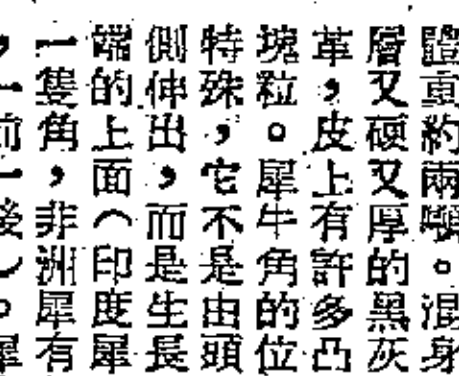 體重約兩噸。混身
層又硬又厚的黑灰
革，皮上有許多凸
塊粒。犀牛角的位
特殊，它不是由頭
側伸出，而是生長
端的上面（印度犀
一隻角，非洲犀有
，一前一後）。犀